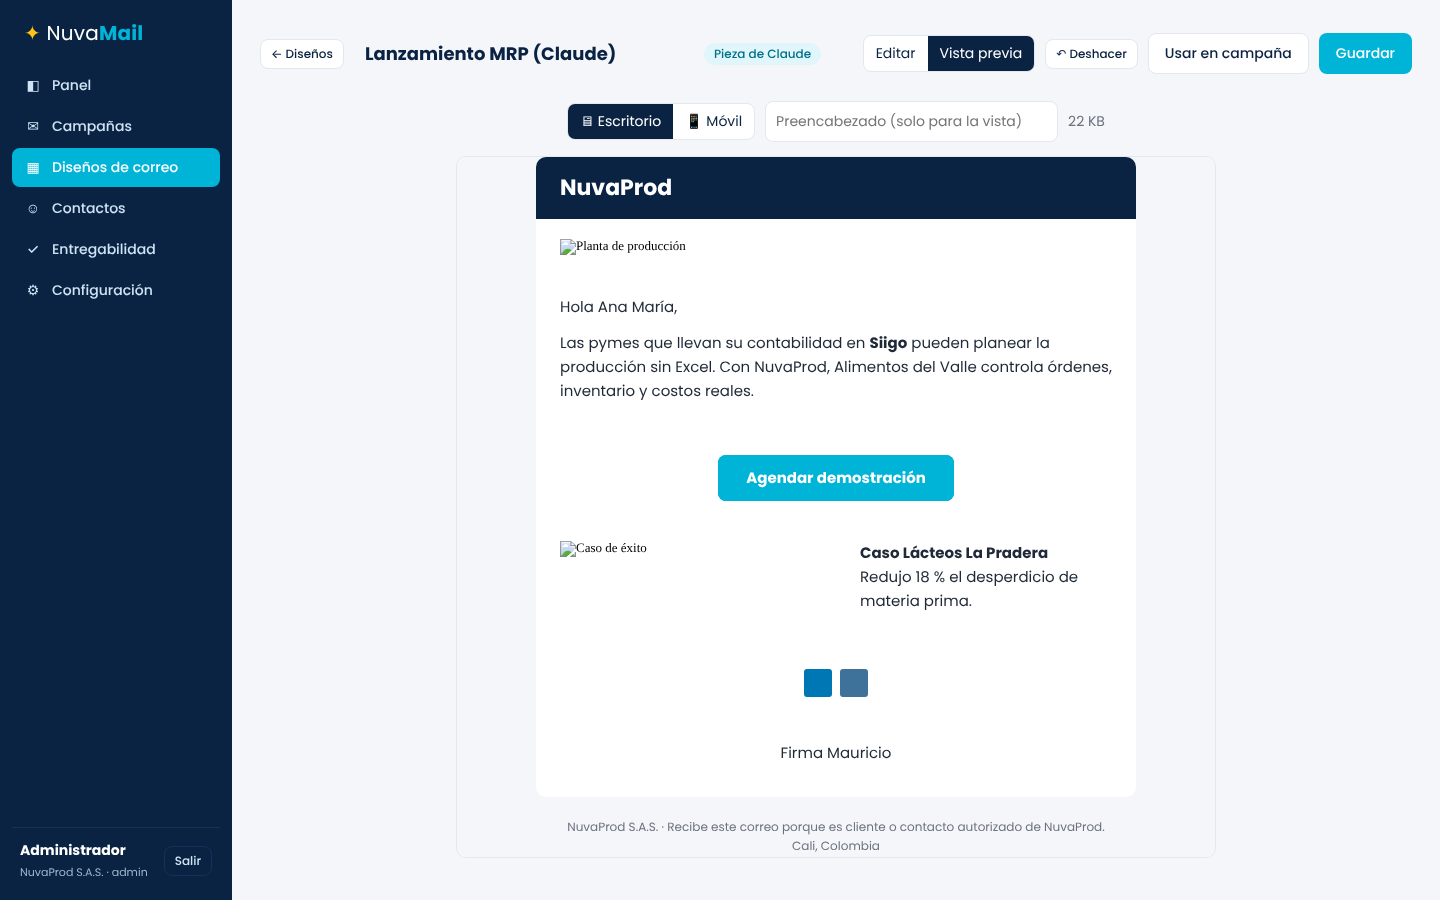 ✦ NuvaMail
Panel
Campañas
Diseños de correo
Contactos
Entregabilidad
Configuración
Administrador
NuvaProd S.A.S. · admin
Salir
← Diseños
Lanzamiento MRP (Claude)
Pieza de Claude
Editar
Vista previa
↶ Deshacer
Usar en campaña
Guardar
Escritorio
Móvil
Preencabezado (solo para la vista)
22 KB
NuvaProd
Planta de producción
Hola Ana María,
Las pymes que llevan su contabilidad en Siigo pueden planear la
producción sin Excel. Con NuvaProd, Alimentos del Valle controla órdenes,
inventario y costos reales.
Agendar demostración
Caso de éxito
Caso Lácteos La Pradera
Redujo 18 % el desperdicio de
materia prima.
Firma Mauricio
NuvaProd S.A.S. · Recibe este correo porque es cliente o contacto autorizado de NuvaProd.
Cali, Colombia